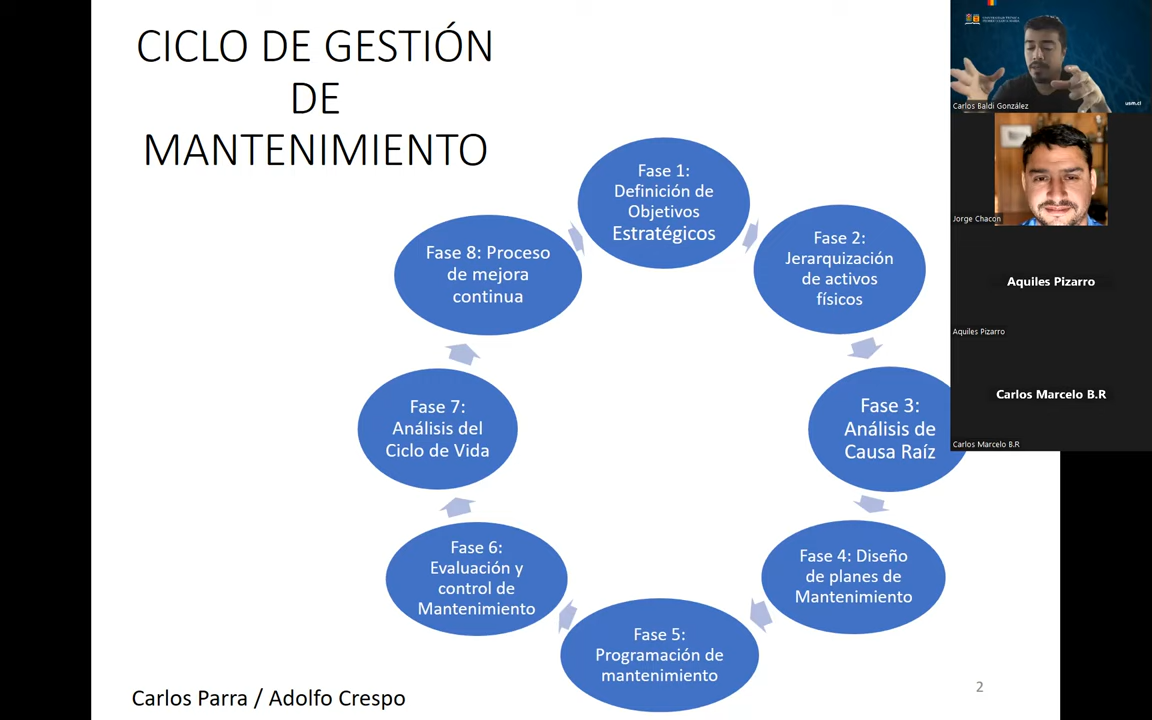 CICLO DE GESTIÓN
DE
MANTENIMIENTO
Fase 1:
Definición de
Objetivos
Estratégicos
Fase 2:
Jerarquización
de activos
físicos
Fase 3:
Análisis de
Causa Raíz
Fase 4: Diseño
de planes de
Mantenimiento
Fase 5:
Programación de
mantenimiento
Fase 6:
Evaluación y
control de
Mantenimiento
Fase 7:
Análisis del
Ciclo de Vida
Fase 8: Proceso
de mejora
continua
Carlos Parra / Adolfo Crespo
2
usm.cl
Carlos Baldi González
Jorge Chacon
Aquiles Pizarro
Aquiles Pizarro
Carlos Marcelo B.R
Carlos Marcelo B.R